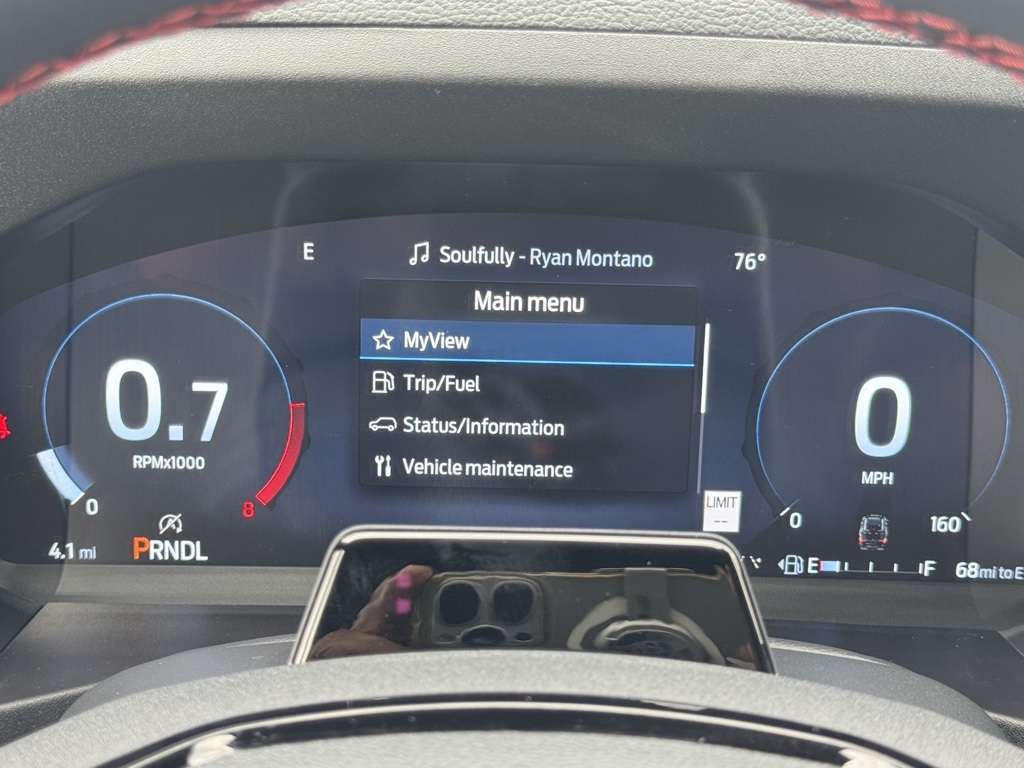 E
Soulfully - Ryan Montano
76°
Main menu
MyView
Trip/Fuel
Status/Information
Vehicle maintenance
0.7
RPMx1000
0
8
4.1 mi
PRNDL
0
MPH
0
160
LIMIT
--
E
F
68mi to E